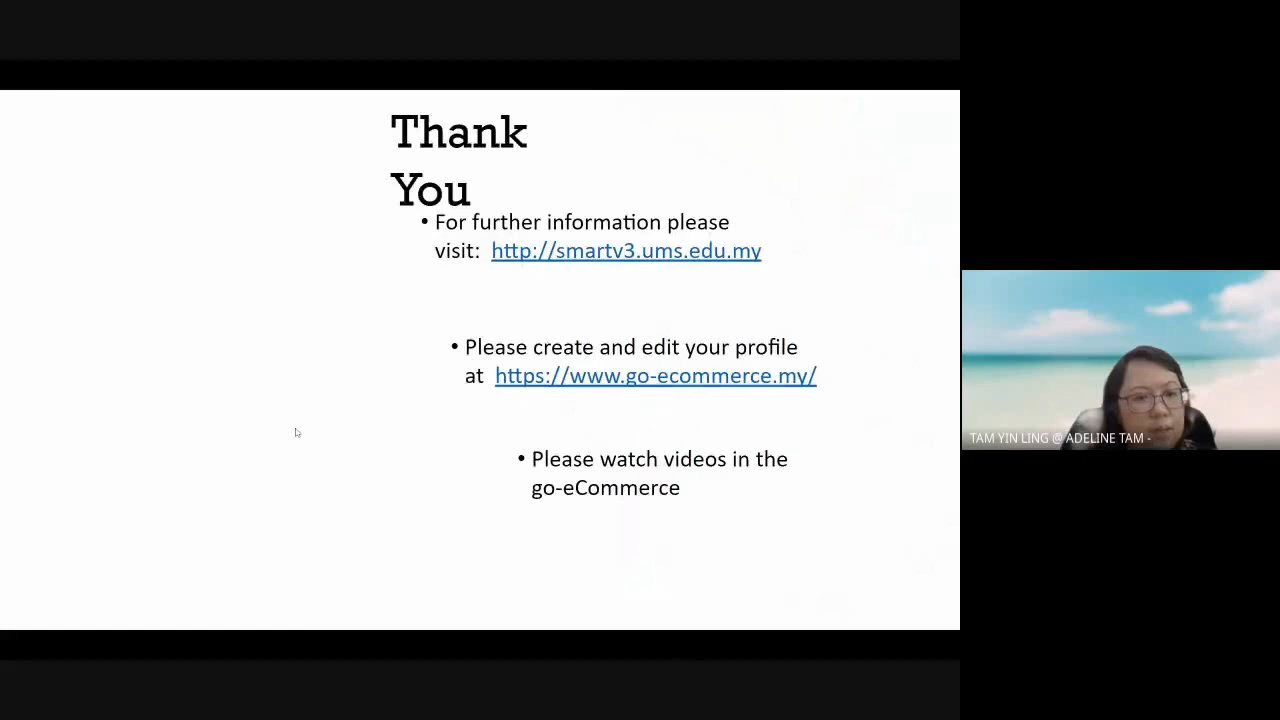 Thank
You
• For further information please
visit: http://smartv3.ums.edu.my
• Please create and edit your profile
at https://www.go-ecommerce.my/
• Please watch videos in the
go-eCommerce
TAM YIN LING @ ADELINE TAM -